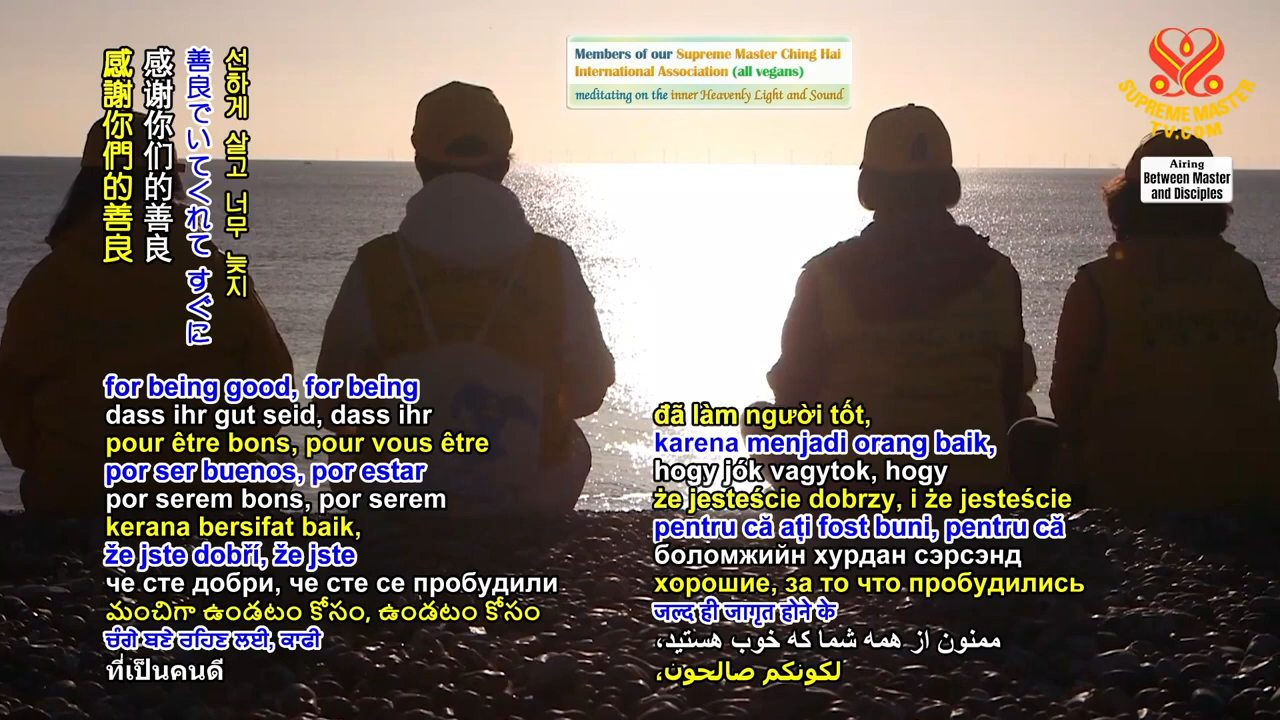 Members of our Supreme Master Ching Hai
International Association (all vegans)
meditating on the inner Heavenly Light and Sound
SUPREME MASTER
TV.COM
Airing
Between Master
and Disciples
感謝你們的善良
感谢你们的善良
善良でいてくれて すぐに
선하게 살고 너무 늦지
for being good, for being
dass ihr gut seid, dass ihr
pour être bons, pour vous être
por ser buenos, por estar
por serem bons, por serem
kerana bersifat baik,
že jste dobří, že jste
че сте добри, че сте се пробудили
మంచిగా ఉండటం కోసం, ఉండటం కోసం
ਚੰਗੇ ਬਣੇ ਰਹਿਣ ਲਈ, ਕਾਫੀ
ที่เป็นคนดี
đã làm người tốt,
karena menjadi orang baik,
hogy jók vagytok, hogy
że jesteście dobrzy, i że jesteście
pentru că ați fost buni, pentru că
боломжийн хурдан сэрсэнд
хорошие, за то что пробудились
जल्द ही जागृत होने के
ممنون از همه شما که خوب هستید،
لكونكم صالحون،